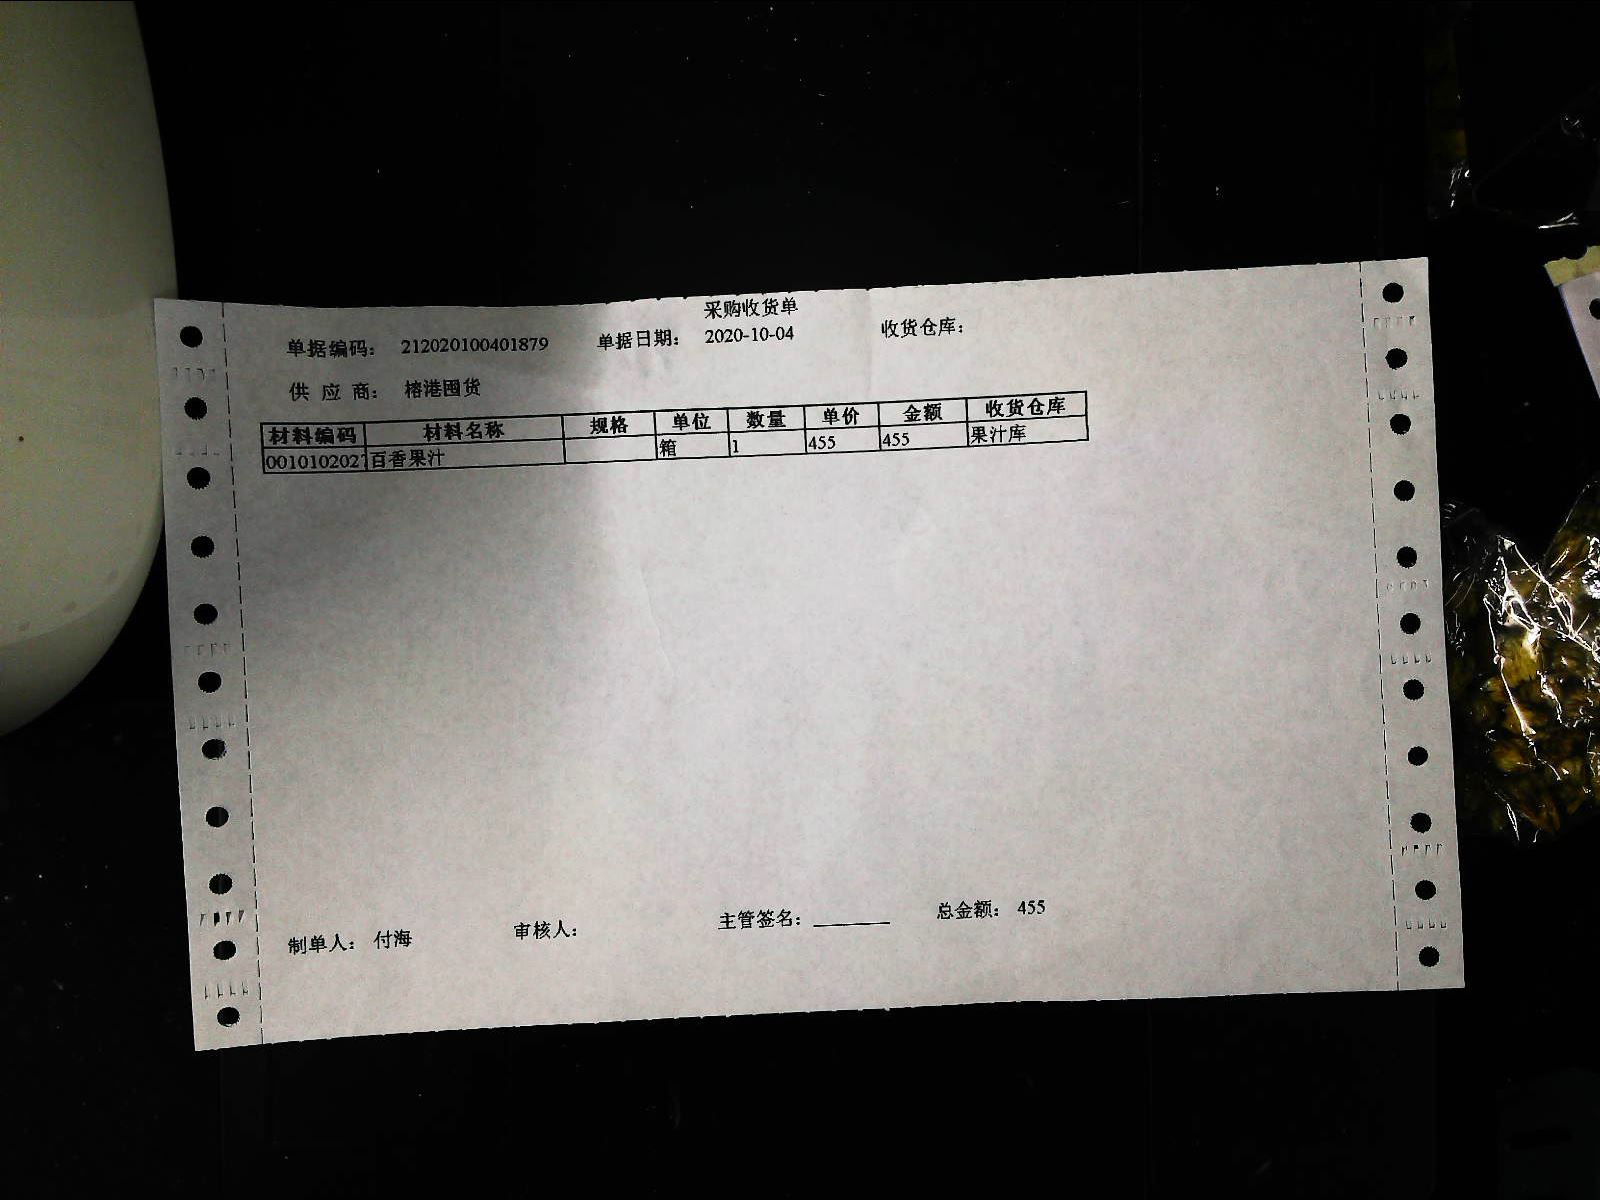 采购收货单
单据编码: 212020100401879 单据日期: 2020-10-04 收货仓库:
供 应 商: 榕港囤货
材料编码 材料名称 规格 单位 数量 单价 金额 收货仓库
001010202 百香果汁 箱 1 455 455 果汁库
制单人: 付海 审核人: 主管签名: 总金额: 455